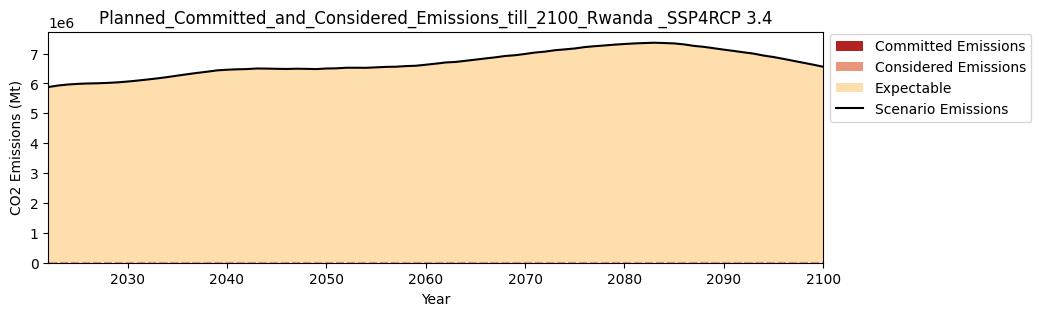 Planned_Committed_and_Considered_Emissions_till_2100_Rwanda _SSP4RCP 3.4
1e6
7
6
5
4
3
2
1
0
CO2 Emissions (Mt)
2030 2040 2050 2060 2070 2080 2090 2100
Year
Committed Emissions
Considered Emissions
Expectable
Scenario Emissions